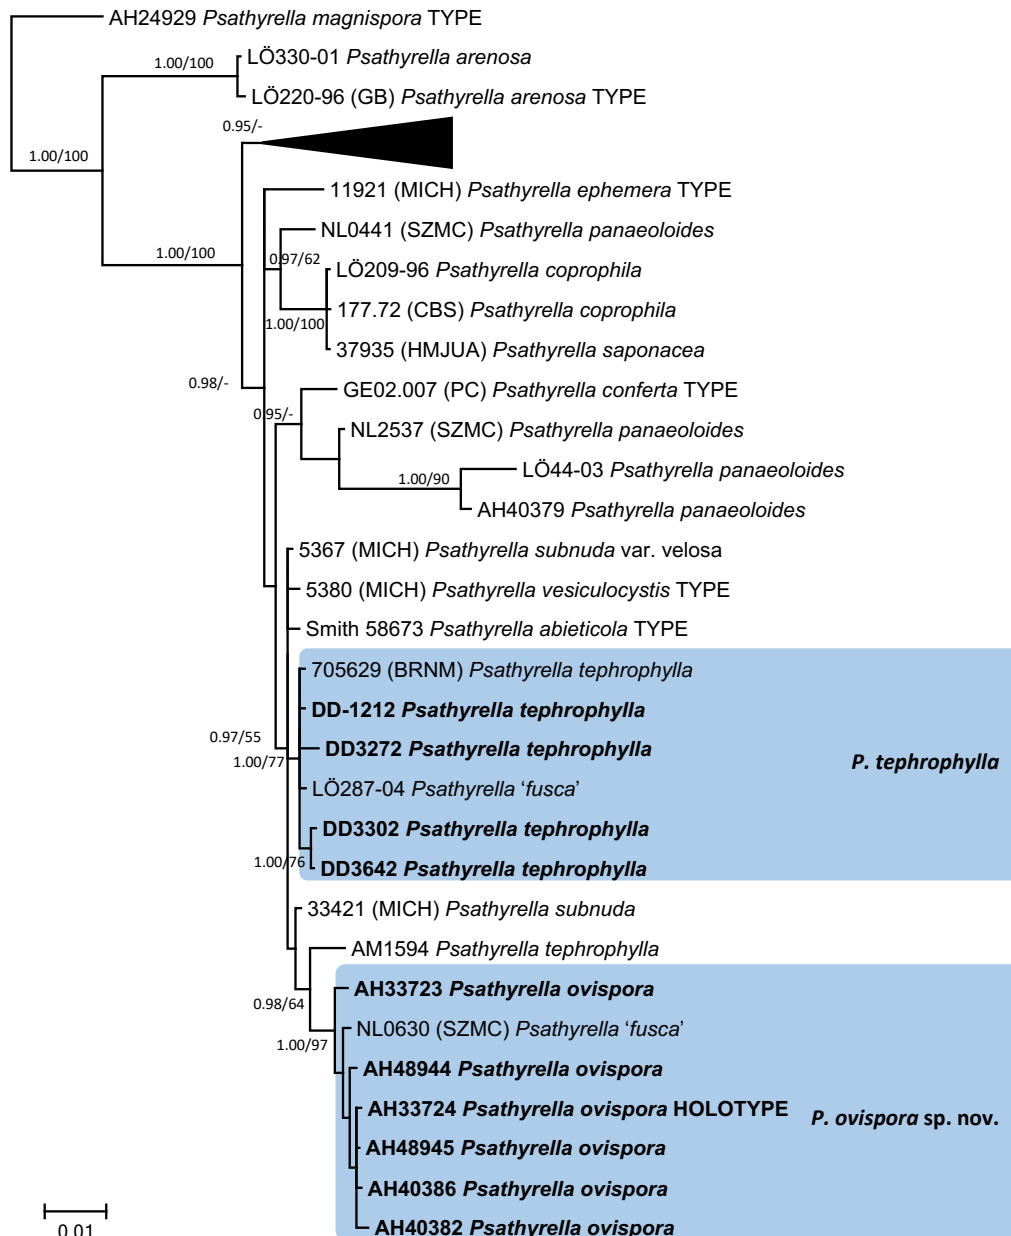 AH24929 Psathyrella magnispora TYPE
LÖ330-01 Psathyrella arenosa
1.00/100
LÖ220-96 (GB) Psathyrella arenosa TYPE
0.95/-
1.00/100
11921 (MICH) Psathyrella ephemera TYPE
NL0441 (SZMC) Psathyrella panaeoloides
1.00/100
0.97/62
LÖ209-96 Psathyrella coprophila
177.72 (CBS) Psathyrella coprophila
1.00/100
37935 (HMJUA) Psathyrella saponacea
0.98/-
GE02.007 (PC) Psathyrella conferta TYPE
0.95/-
NL2537 (SZMC) Psathyrella panaeoloides
LÖ44-03 Psathyrella panaeoloides
1.00/90
AH40379 Psathyrella panaeoloides
5367 (MICH) Psathyrella subnuda var. velosa
5380 (MICH) Psathyrella vesiculocystis TYPE
Smith 58673 Psathyrella abieticola TYPE
705629 (BRNM) Psathyrella tephrophylla
DD-1212 Psathyrella tephrophylla
0.97/55
DD3272 Psathyrella tephrophylla
1.00/77
P. tephrophylla
LÖ287-04 Psathyrella ‘fusca’
DD3302 Psathyrella tephrophylla
1.00/76
DD3642 Psathyrella tephrophylla
33421 (MICH) Psathyrella subnuda
AM1594 Psathyrella tephrophylla
AH33723 Psathyrella ovispora
0.98/64
NL0630 (SZMC) Psathyrella ‘fusca’
1.00/97
AH48944 Psathyrella ovispora
AH33724 Psathyrella ovispora HOLOTYPE
P. ovispora sp. nov.
AH48945 Psathyrella ovispora
AH40386 Psathyrella ovispora
AH40382 Psathyrella ovispora
0.01